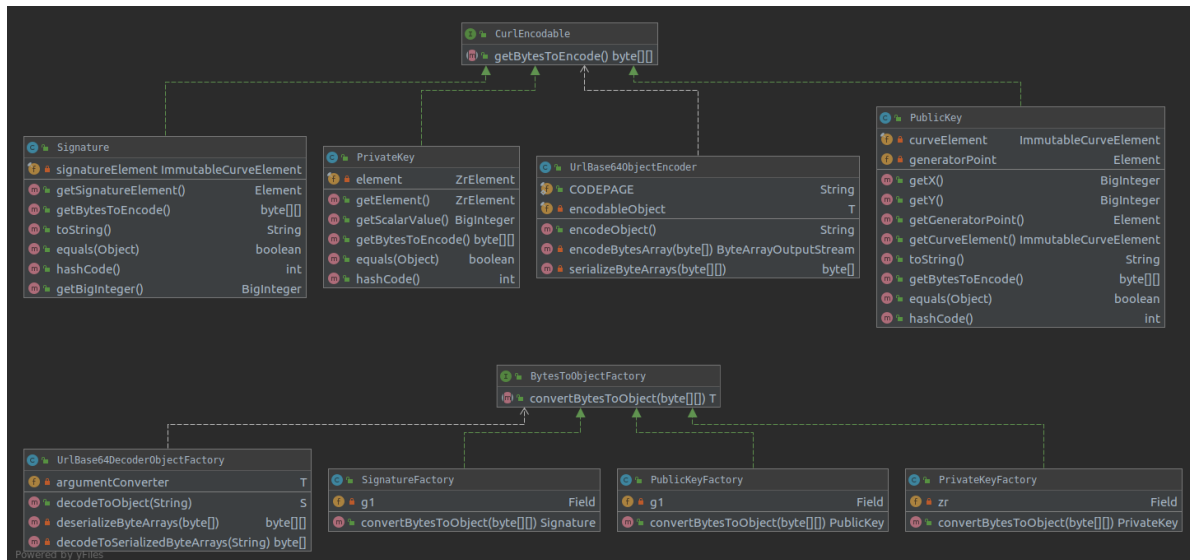 CurlEncodable
getBytesToEncode() byte[][]
Signature
signatureElement ImmutableCurveElement
getSignatureElement() Element
getBytesToEncode() byte[][]
toString() String
equals(Object) boolean
hashCode() int
getBigInteger() BigInteger
PrivateKey
element ZrElement
getElement() ZrElement
getScalarValue() BigInteger
getBytesToEncode() byte[][]
equals(Object) boolean
hashCode() int
UrlBase64ObjectEncoder
CODEPAGE String
encodableObject T
encodeObject() String
encodeBytesArray(byte[]) ByteArrayOutputStream
serializeByteArrays(byte[][]) byte[]
PublicKey
curveElement ImmutableCurveElement
generatorPoint Element
getX() BigInteger
getY() BigInteger
getGeneratorPoint() Element
getCurveElement() ImmutableCurveElement
toString() String
getBytesToEncode() byte[][]
equals(Object) boolean
hashCode() int
BytesToObjectFactory
convertBytesToObject(byte[][]) T
UrlBase64DecoderObjectFactory
argumentConverter T
decodeToObject(String) S
deserializeByteArrays(byte[]) byte[][]
decodeToSerializedByteArrays(String) byte[]
SignatureFactory
g1 Field
convertBytesToObject(byte[][]) Signature
PublicKeyFactory
g1 Field
convertBytesToObject(byte[][]) PublicKey
PrivateKeyFactory
zr Field
convertBytesToObject(byte[][]) PrivateKey
Powered by yFiles